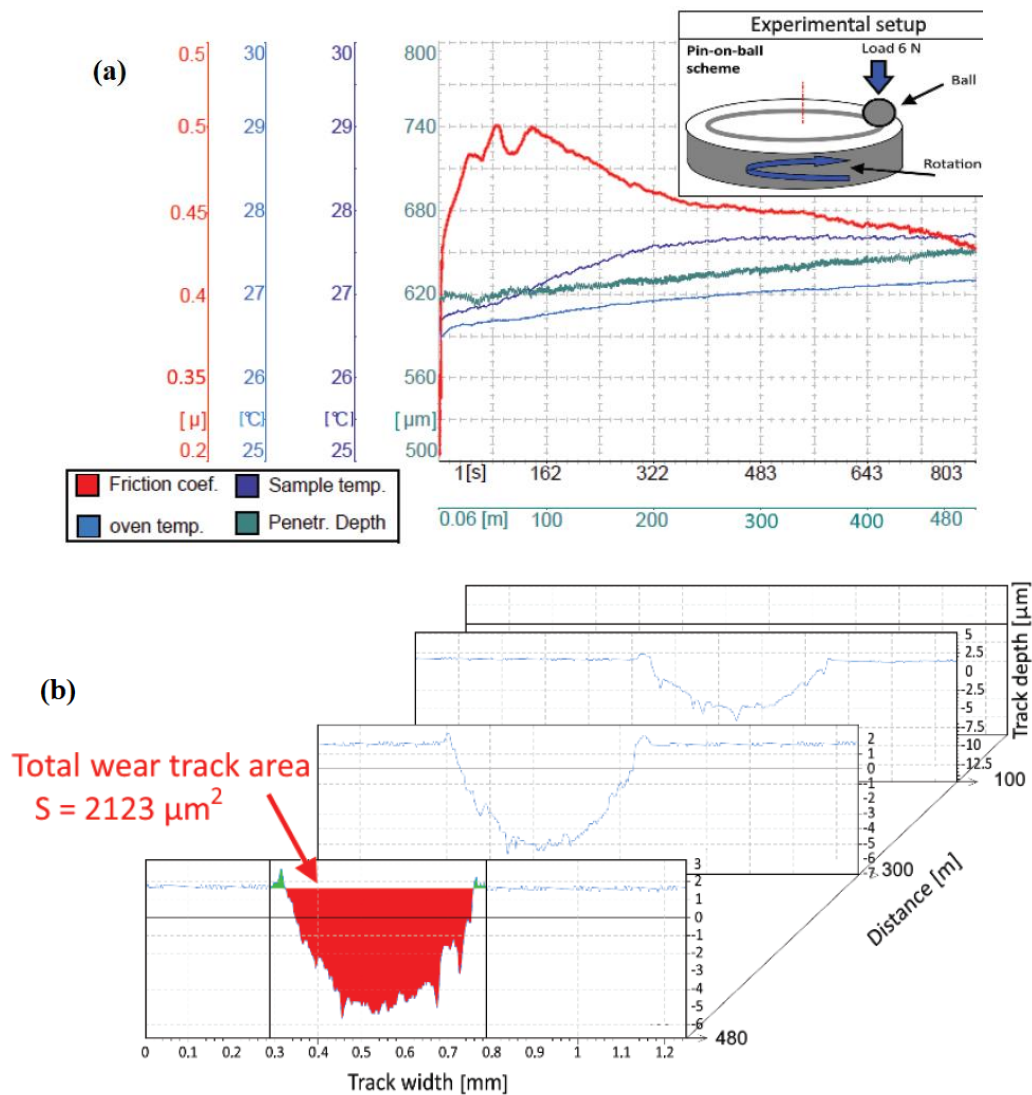 (a)
0.5
0.5
0.45
0.4
0.35
[ μ]
0.2
30
29
28
27
26
[℃]
25
30
29
28
27
26
[℃]
25
800
740
680
620
560
[ μm]
500
Experimental setup
Pin-on-ball
scheme
Load 6 N
Ball
Rotation
1[s] 162 322 483 643 803
0.06 [m] 100 200 300 400 480
Friction coef. Sample temp.
oven temp. Penetr. Depth
(b)
Total wear track area
S = 2123 μm²
Track depth [μm]
5
2.5
0
-2.5
-5
-7.5
-10
-12.5
100
2
1
0
-1
-2
-3
-4
-5
-6
-7
300
Distance [m]
3
2
1
0
-1
-2
-3
-4
-5
-6
480
0 0.1 0.2 0.3 0.4 0.5 0.6 0.7 0.8 0.9 1.0 1.1 1.2
Track width [mm]